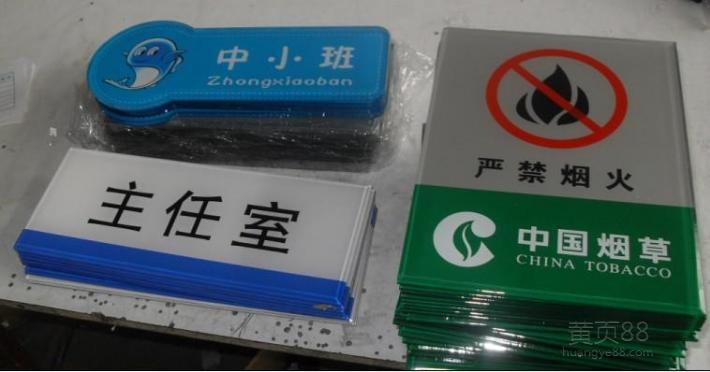 中小班
Zhongxiaoban
主任室
严禁烟火
中国烟草
CHINA TOBACCO
黄页88
huangye88.com